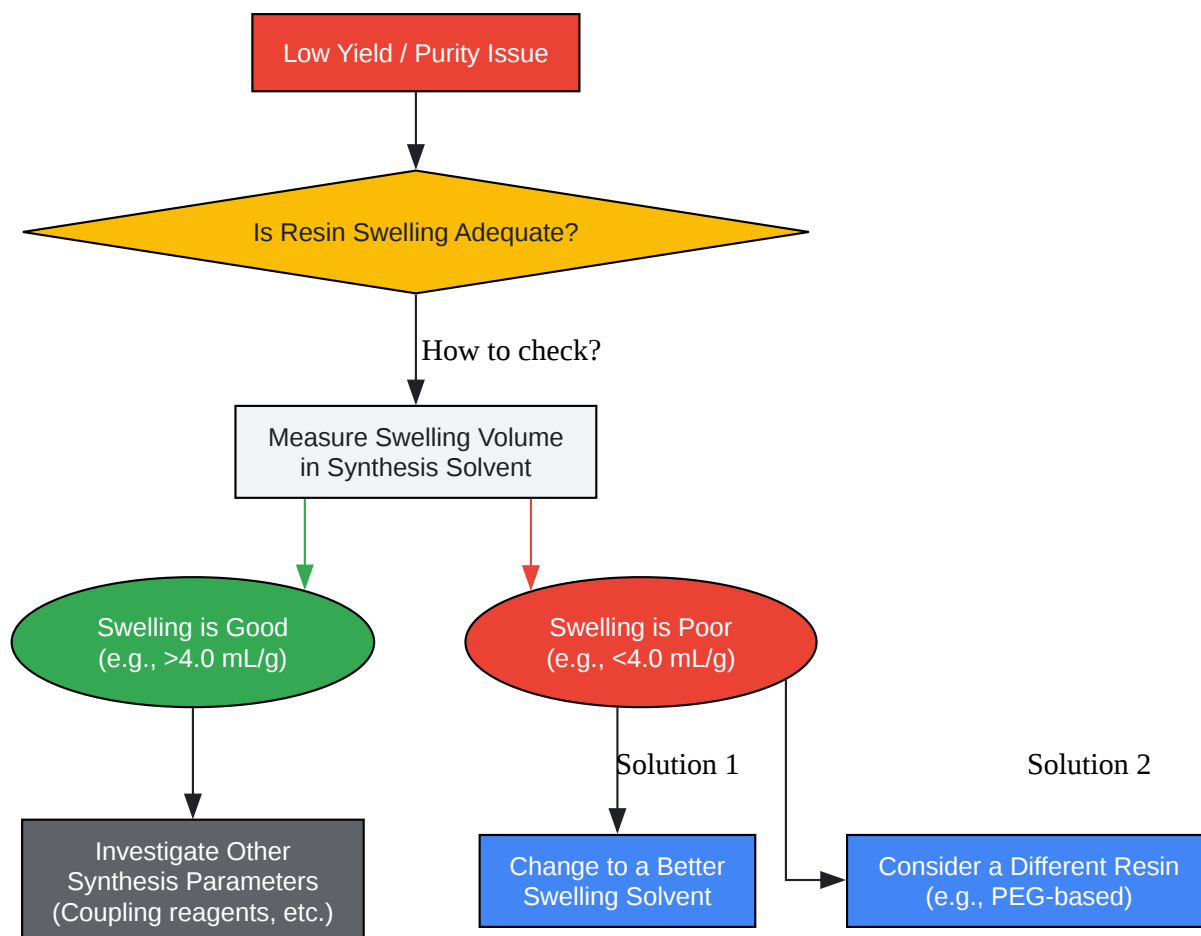 Low Yield / Purity Issue
Is Resin Swelling Adequate?
How to check?
Measure Swelling Volume
in Synthesis Solvent
Swelling is Good
(e.g., >4.0 mL/g)
Swelling is Poor
(e.g., <4.0 mL/g)
Solution 1
Solution 2
Investigate Other
Synthesis Parameters
(Coupling reagents, etc.)
Change to a Better
Swelling Solvent
Consider a Different Resin
(e.g., PEG-based)